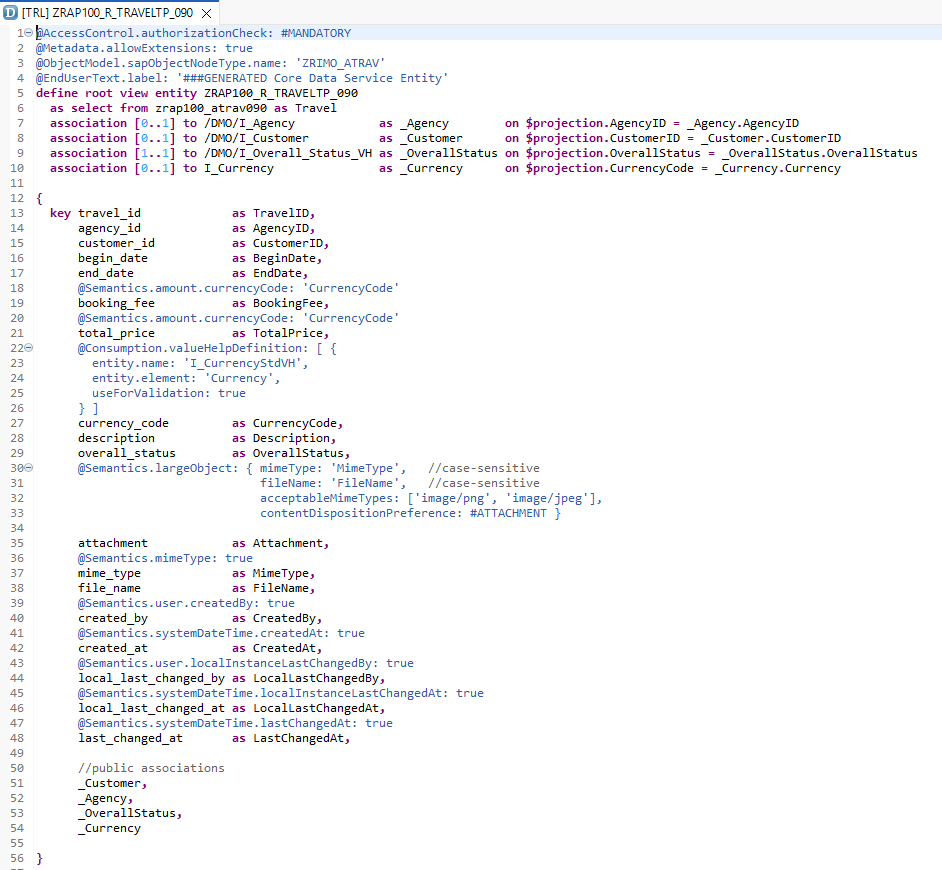 [TRL] ZRAP100_R_TRAVELTP_090
1 @AccessControl.authorizationCheck: #MANDATORY
2 @Metadata.allowExtensions: true
3 @ObjectModel.sapObjectNodeType.name: 'ZRIMO_ATRAV'
4 @EndUserText.label: '###GENERATED Core Data Service Entity'
5 define root view entity ZRAP100_R_TRAVELTP_090
6   as select from zrap100_atrav090 as Travel
7   association [0..1] to /DMO/I_Agency            as _Agency        on $projection.AgencyID = _Agency.AgencyID
8   association [0..1] to /DMO/I_Customer          as _Customer      on $projection.CustomerID = _Customer.CustomerID
9   association [1..1] to /DMO/I_Overall_Status_VH as _OverallStatus on $projection.OverallStatus = _OverallStatus.OverallStatus
10   association [0..1] to I_Currency               as _Currency      on $projection.CurrencyCode = _Currency.Currency
11
12 {
13   key travel_id             as TravelID,
14       agency_id             as AgencyID,
15       customer_id           as CustomerID,
16       begin_date            as BeginDate,
17       end_date              as EndDate,
18       @Semantics.amount.currencyCode: 'CurrencyCode'
19       booking_fee           as BookingFee,
20       @Semantics.amount.currencyCode: 'CurrencyCode'
21       total_price           as TotalPrice,
22       @Consumption.valueHelpDefinition: [ {
23         entity.name: 'I_CurrencyStdVH',
24         entity.element: 'Currency',
25         useForValidation: true
26       } ]
27       currency_code         as CurrencyCode,
28       description           as Description,
29       overall_status        as OverallStatus,
30       @Semantics.largeObject: { mimeType: 'MimeType',   //case-sensitive
31                                 fileName: 'FileName',   //case-sensitive
32                                 acceptableMimeTypes: ['image/png', 'image/jpeg'],
33                                 contentDispositionPreference: #ATTACHMENT }
34
35       attachment            as Attachment,
36       @Semantics.mimeType: true
37       mime_type             as MimeType,
38       file_name             as FileName,
39       @Semantics.user.createdBy: true
40       created_by            as CreatedBy,
41       @Semantics.systemDateTime.createdAt: true
42       created_at            as CreatedAt,
43       @Semantics.user.localInstanceLastChangedBy: true
44       local_last_changed_by as LocalLastChangedBy,
45       @Semantics.systemDateTime.localInstanceLastChangedAt: true
46       local_last_changed_at as LocalLastChangedAt,
47       @Semantics.systemDateTime.lastChangedAt: true
48       last_changed_at       as LastChangedAt,
49
50       //public associations
51       _Customer,
52       _Agency,
53       _OverallStatus,
54       _Currency
55
56 }